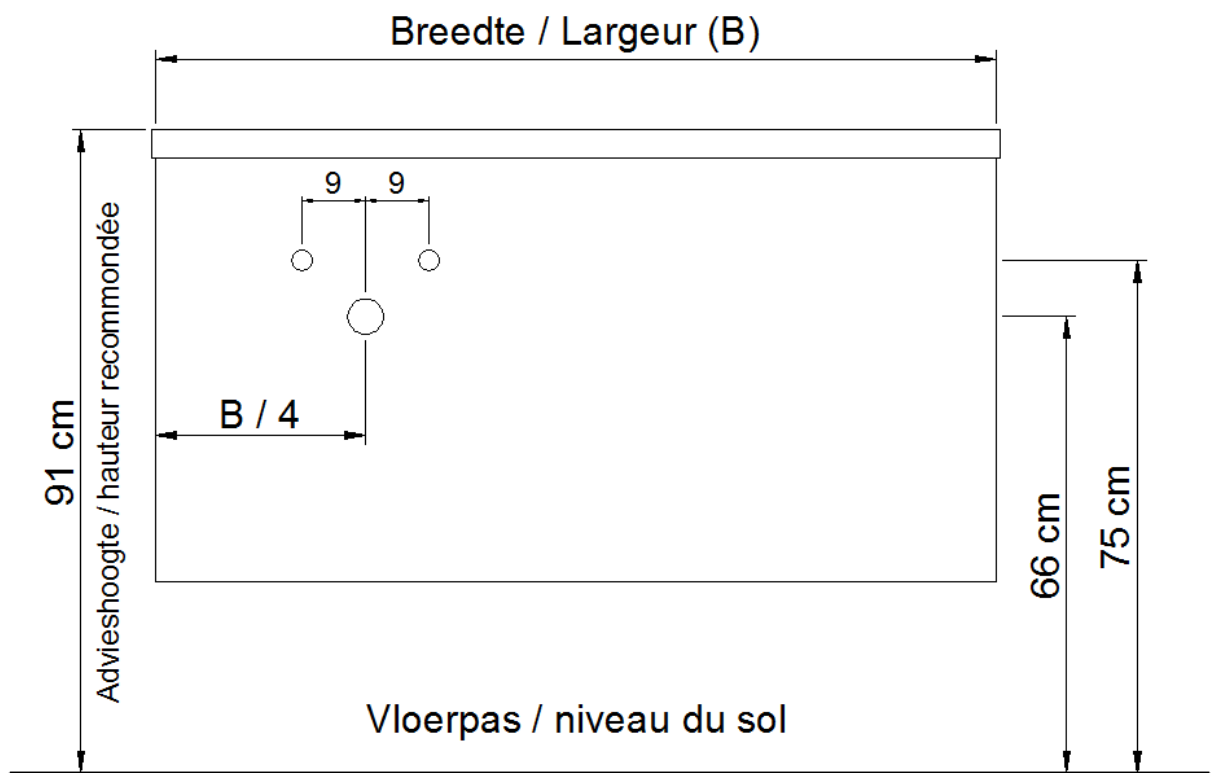 Breedte / Largeur (B)
9
9
B / 4
91 cm
Advieshoogte / hauteur recommondée
66 cm
75 cm
Vloerpas / niveau du sol